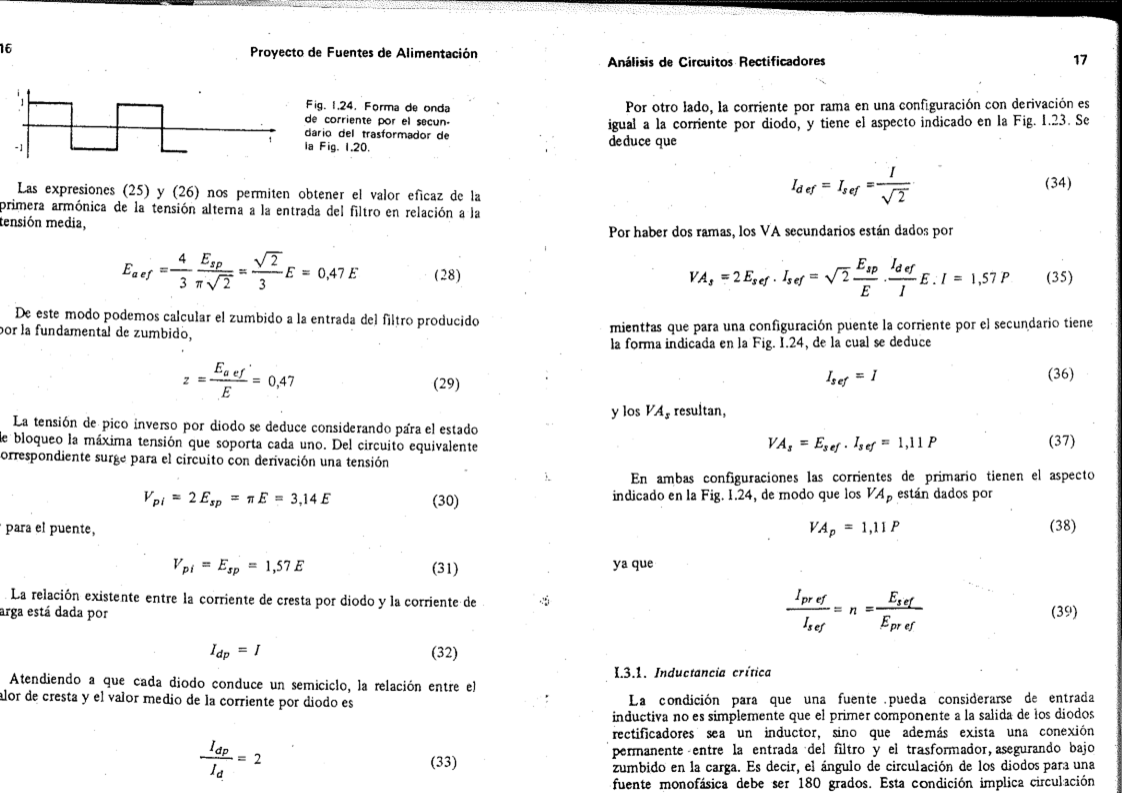 16
Proyecto de Fuentes de Alimentación
i
I
-I
t
Fig. I.24. Forma de onda
de corriente por el secun-
dario del trasformador de
la Fig. I.20.
Las expresiones (25) y (26) nos permiten obtener el valor eficaz de la
primera armónica de la tensión alterna a la entrada del filtro en relación a la
tensión media,
E_{a ef} = \frac{4}{3} \frac{E_{sp}}{π√2} = \frac{√2}{3} E = 0,47 E (28)
De este modo podemos calcular el zumbido a la entrada del filtro producido
por la fundamental de zumbido,
z = \frac{E_{a ef}}{E} = 0,47 (29)
La tensión de pico inverso por diodo se deduce considerando para el estado
de bloqueo la máxima tensión que soporta cada uno. Del circuito equivalente
correspondiente surge para el circuito con derivación una tensión
V_{pi} = 2 E_{sp} = π E = 3,14 E (30)
para el puente,
V_{pi} = E_{sp} = 1,57 E (31)
La relación existente entre la corriente de cresta por diodo y la corriente de
carga está dada por
I_{dp} = I (32)
Atendiendo a que cada diodo conduce un semiciclo, la relación entre el
valor de cresta y el valor medio de la corriente por diodo es
\frac{I_{dp}}{I_d} = 2 (33)
Análisis de Circuitos Rectificadores
17
Por otro lado, la corriente por rama en una configuración con derivación es
igual a la corriente por diodo, y tiene el aspecto indicado en la Fig. I.23. Se
deduce que
I_{d ef} = I_{s ef} = \frac{I}{√2} (34)
Por haber dos ramas, los VA secundarios están dados por
VA_s = 2 E_{s ef} . I_{s ef} = √2 \frac{E_{sp}}{E} . \frac{I_{d ef}}{I} E . I = 1,57 P (35)
mientras que para una configuración puente la corriente por el secundario tiene
la forma indicada en la Fig. I.24, de la cual se deduce
I_{s ef} = I (36)
y los VA_s resultan,
VA_s = E_{s ef} . I_{s ef} = 1,11 P (37)
En ambas configuraciones las corrientes de primario tienen el aspecto
indicado en la Fig. I.24, de modo que los VA_p están dados por
VA_p = 1,11 P (38)
ya que
\frac{I_{pr ef}}{I_{s ef}} = n = \frac{E_{s ef}}{E_{pr ef}} (39)
I.3.1. Inductancia crítica
La condición para que una fuente pueda considerarse de entrada
inductiva no es simplemente que el primer componente a la salida de los diodos
rectificadores sea un inductor, sino que además exista una conexión
permanente entre la entrada del filtro y el trasformador, asegurando bajo
zumbido en la carga. Es decir, el ángulo de circulación de los diodos para una
fuente monofásica debe ser 180 grados. Esta condición implica circulación